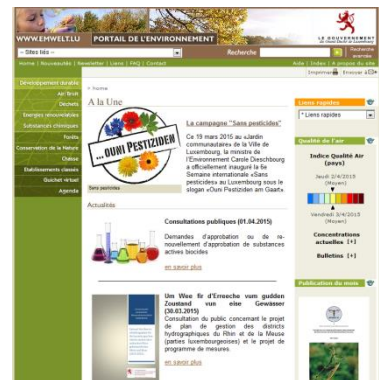 WWW.EMWELT.LU
PORTAIL DE L'ENVIRONNEMENT
LE GOUVERNEMENT
-- Sites liés --
Recherche
Recherche avancée
Home | Nouveautés | Newsletter | Liens | FAQ | Contact
Aide | Index | A propos du site
[Imprimer] [Envoyer à]
Développement durable
Air/Bruit
Déchets
Energies renouvelables
Substances chimiques
Forêts
Conservation de la Nature
Chasse
Etablissements classés
Guichet virtuel
Agenda
< home
A la Une
...OUNI PESTIZIDEN
Sans pesticides
La campagne "Sans pesticides"
Ce 19 mars 2015 au «Jardin
communautaire» de la Ville de
Luxembourg, la ministre de
l'Environnement Carole Dieschbourg
a officiellement inauguré la 6e
Semaine internationale «Sans
pesticides» au Luxembourg sous le
slogan «Ouni Pestiziden am Gaart».
Actualités
Consultations publiques (01.04.2015)
Demandes d'approbation ou de re-
nouvellement d'approbation de substances
actives biocides
en savoir plus
Um Wee fir d'Erreeche vum gudden
Zoustand vun eise Gewässer
(30.03.2015)
Consultation du public concernant le projet
de plan de gestion des districts
hydrographiques du Rhin et de la Meuse
(parties luxembourgeoises) et le projet de
programme de mesures.
en savoir plus
Liens rapides
* Liens rapides
Qualité de l'air
Indice Qualité Air
(pays)
Jeudi 2/4/2015
(Moyen)
Vendredi 3/4/2015
(Moyen)
Concentrations
actuelles [+]
Bulletins [+]
Publication du mois